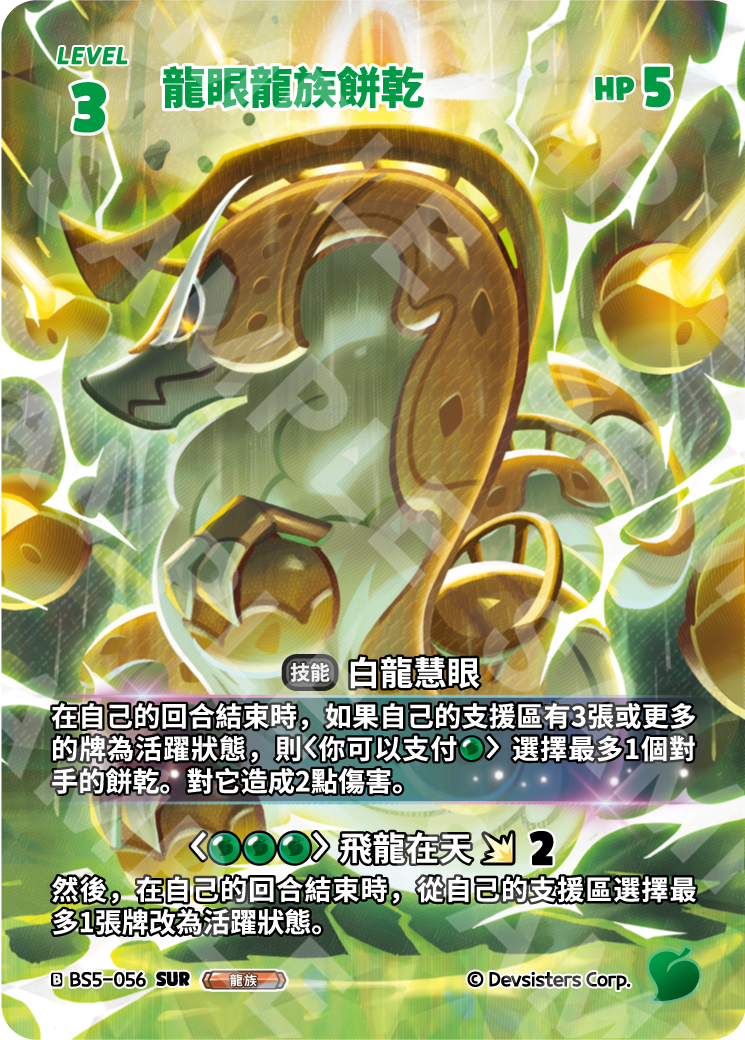 LEVEL
3
龍眼龍族餅乾
HP 5
技能 白龍慧眼
在自己的回合結束時，如果自己的支援區有3張或更多
的牌為活躍狀態，則〈你可以支付〉選擇最多1個對
手的餅乾。對它造成2點傷害。
〈〉飛龍在天 2
然後，在自己的回合結束時，從自己的支援區選擇最
多1張牌改為活躍狀態。
B BS5-056 SUR 龍族
© Devsisters Corp.
SAMPLE